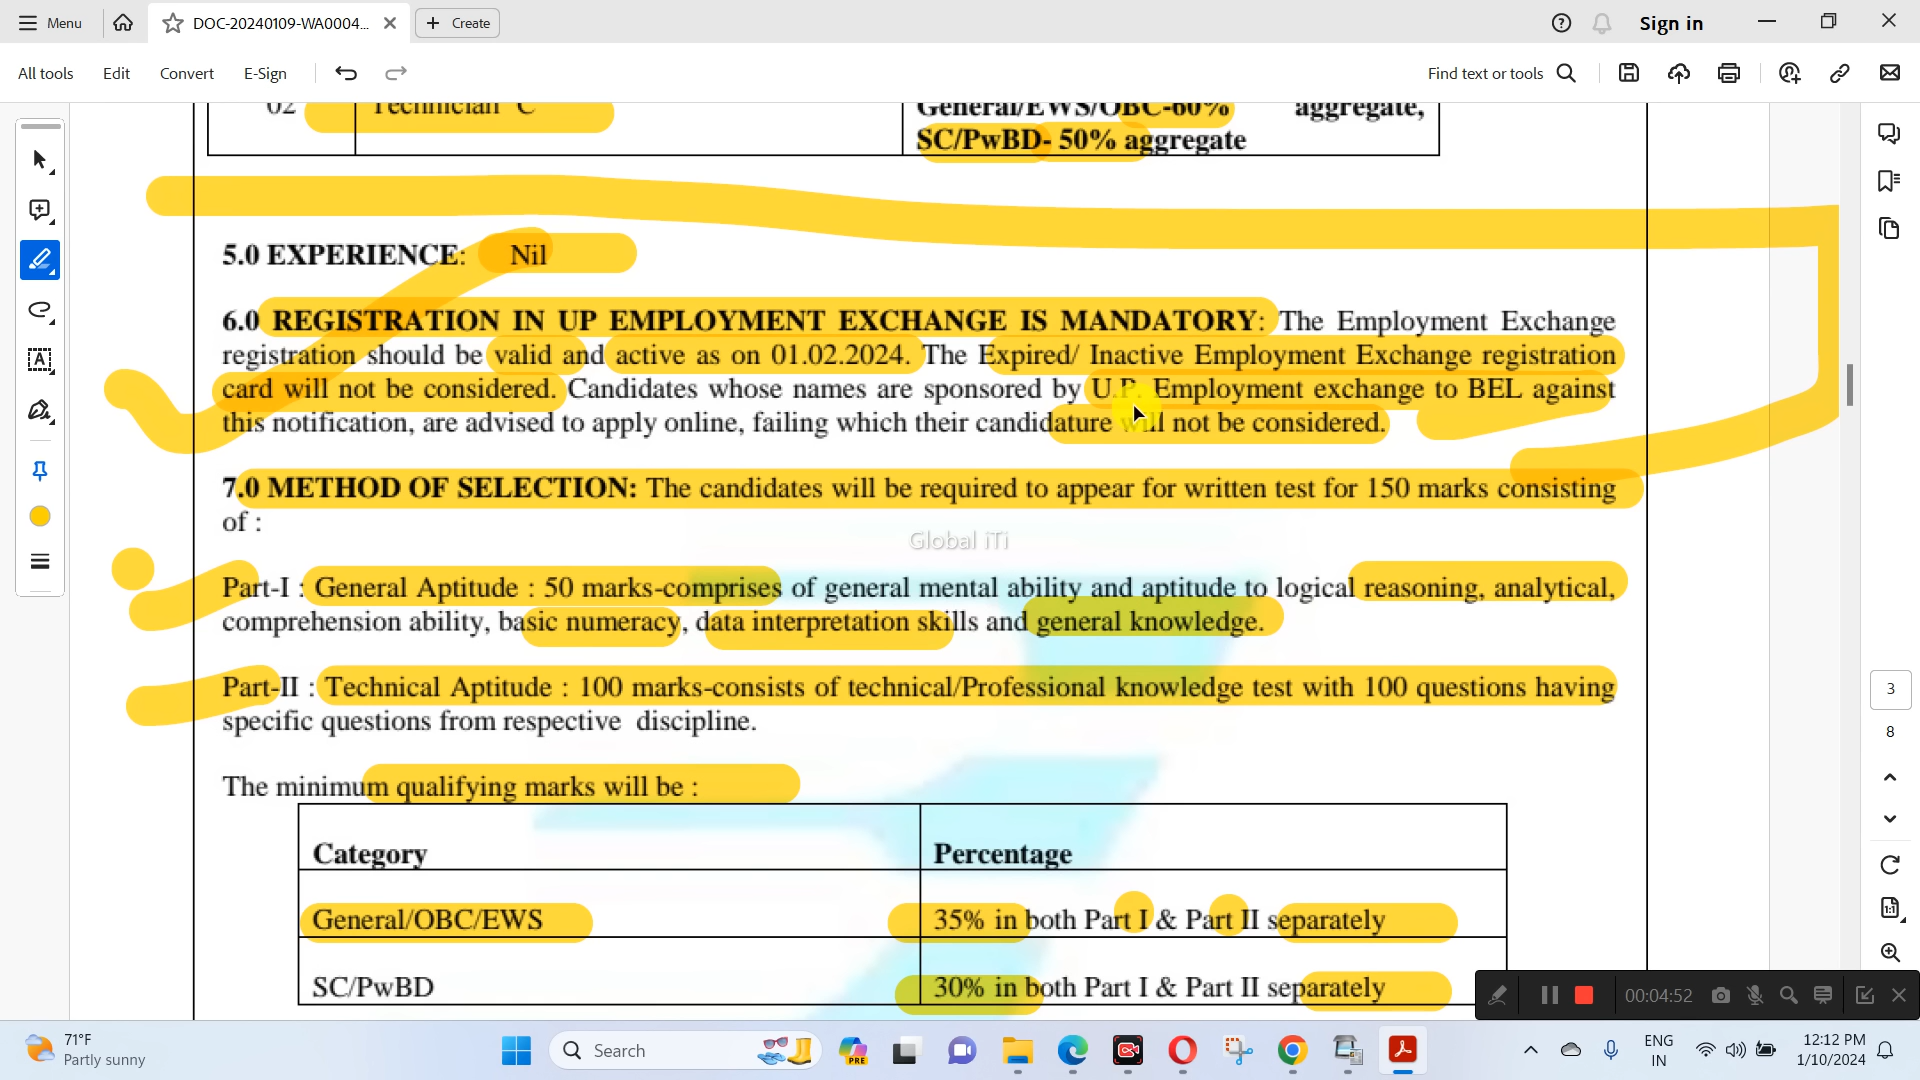 Menu
DOC-20240109-WA0004...
Create
Sign in
All tools
Edit
Convert
E-Sign
Find text or tools
02
Technician 'C'
General/EWS/OBC-60% aggregate,
SC/PwBD- 50% aggregate
5.0 EXPERIENCE: Nil
6.0 REGISTRATION IN UP EMPLOYMENT EXCHANGE IS MANDATORY: The Employment Exchange
registration should be valid and active as on 01.02.2024. The Expired/ Inactive Employment Exchange registration
card will not be considered. Candidates whose names are sponsored by U.P. Employment exchange to BEL against
this notification, are advised to apply online, failing which their candidature will not be considered.
7.0 METHOD OF SELECTION: The candidates will be required to appear for written test for 150 marks consisting
of :
Global iTi
Part-I : General Aptitude : 50 marks-comprises of general mental ability and aptitude to logical reasoning, analytical,
comprehension ability, basic numeracy, data interpretation skills and general knowledge.
Part-II : Technical Aptitude : 100 marks-consists of technical/Professional knowledge test with 100 questions having
specific questions from respective discipline.
The minimum qualifying marks will be :
Category
Percentage
General/OBC/EWS
35% in both Part I & Part II separately
SC/PwBD
30% in both Part I & Part II separately
3
8
00:04:52
71°F
Partly sunny
Search
PRE
ENG
IN
12:12 PM
1/10/2024